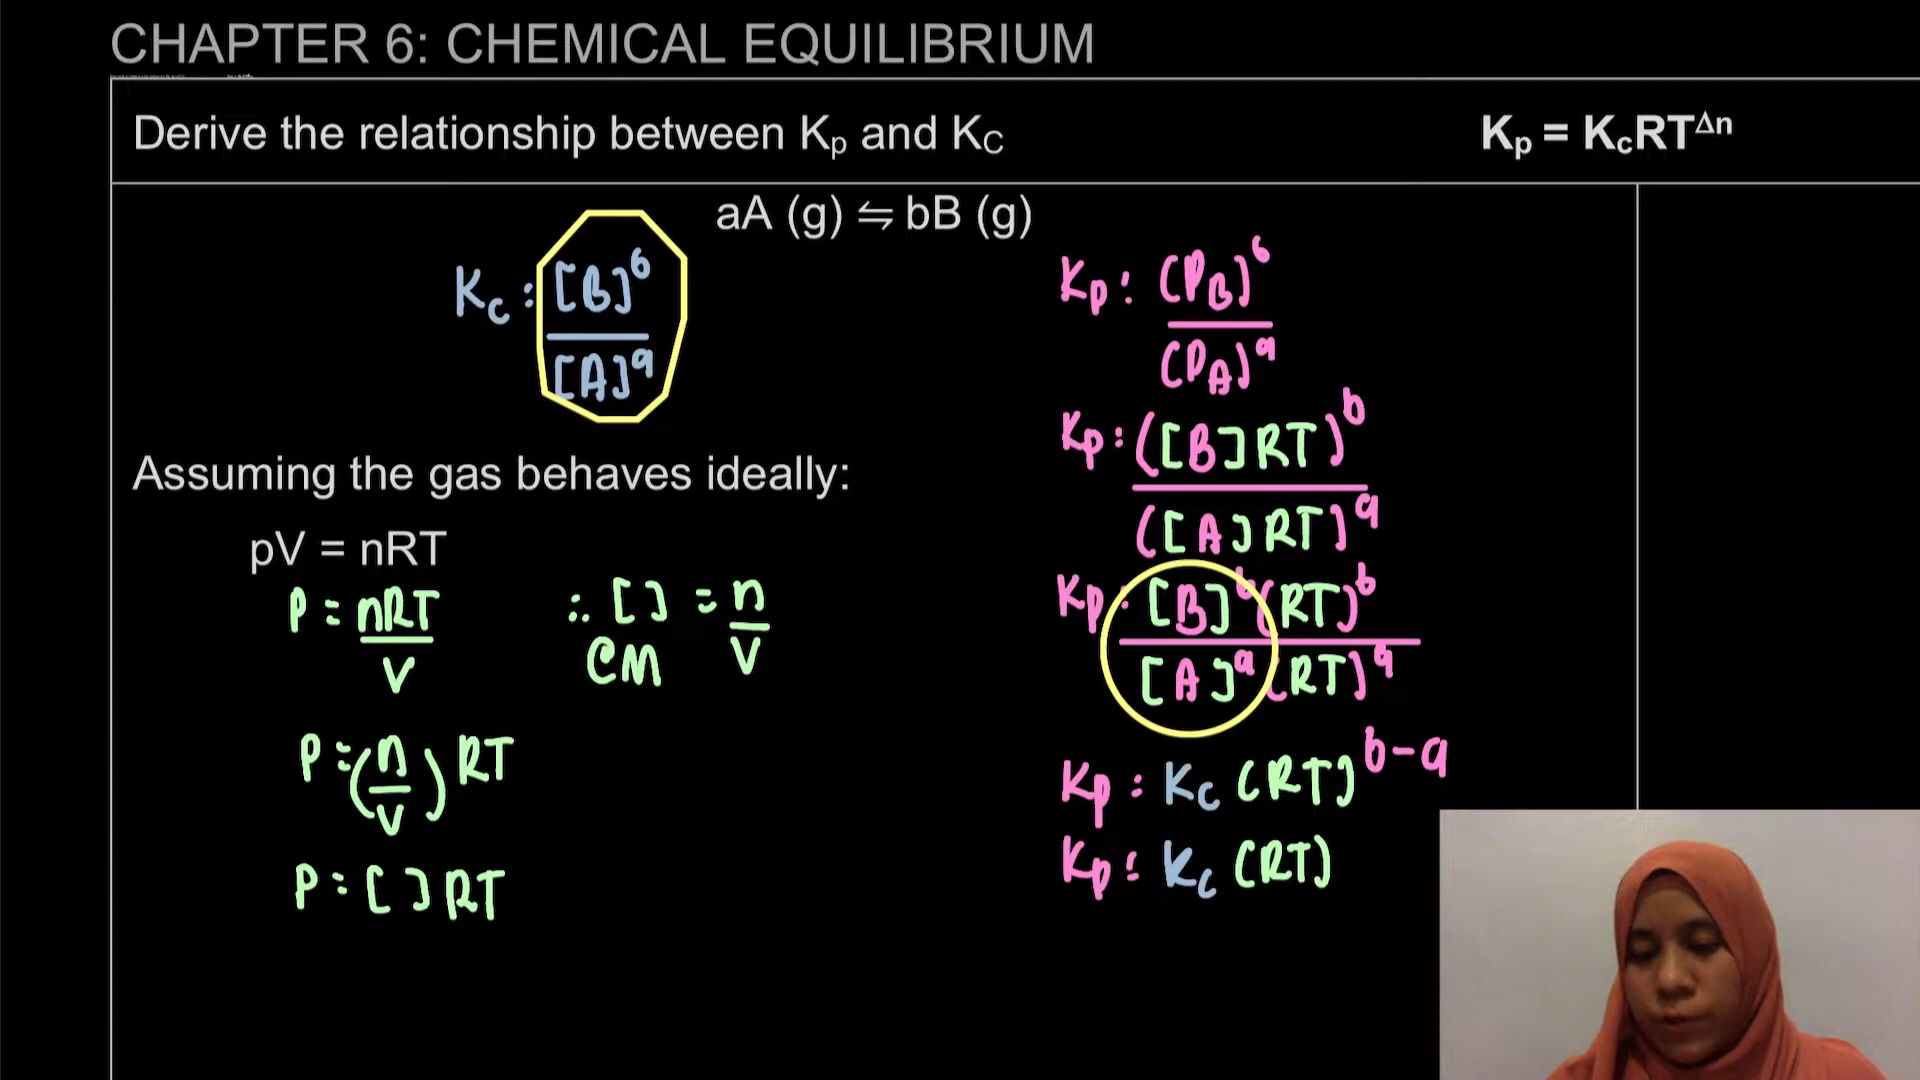 CHAPTER 6: CHEMICAL EQUILIBRIUM
Derive the relationship between Kp and KC
Kp = KcRTΔn
aA (g) ⇋ bB (g)
Kc : [B]b
[A]a
Assuming the gas behaves ideally:
pV = nRT
P = nRT
V
∴ [ ] = n
@M V
P = (n
V) RT
P = [ ] RT
Kp : (PB)b
(PA)a
Kp : ([B]RT)b
([A]RT)a
Kp : [B]b(RT)b
[A]a(RT)a
Kp : Kc (RT)b-a
Kp : Kc (RT)